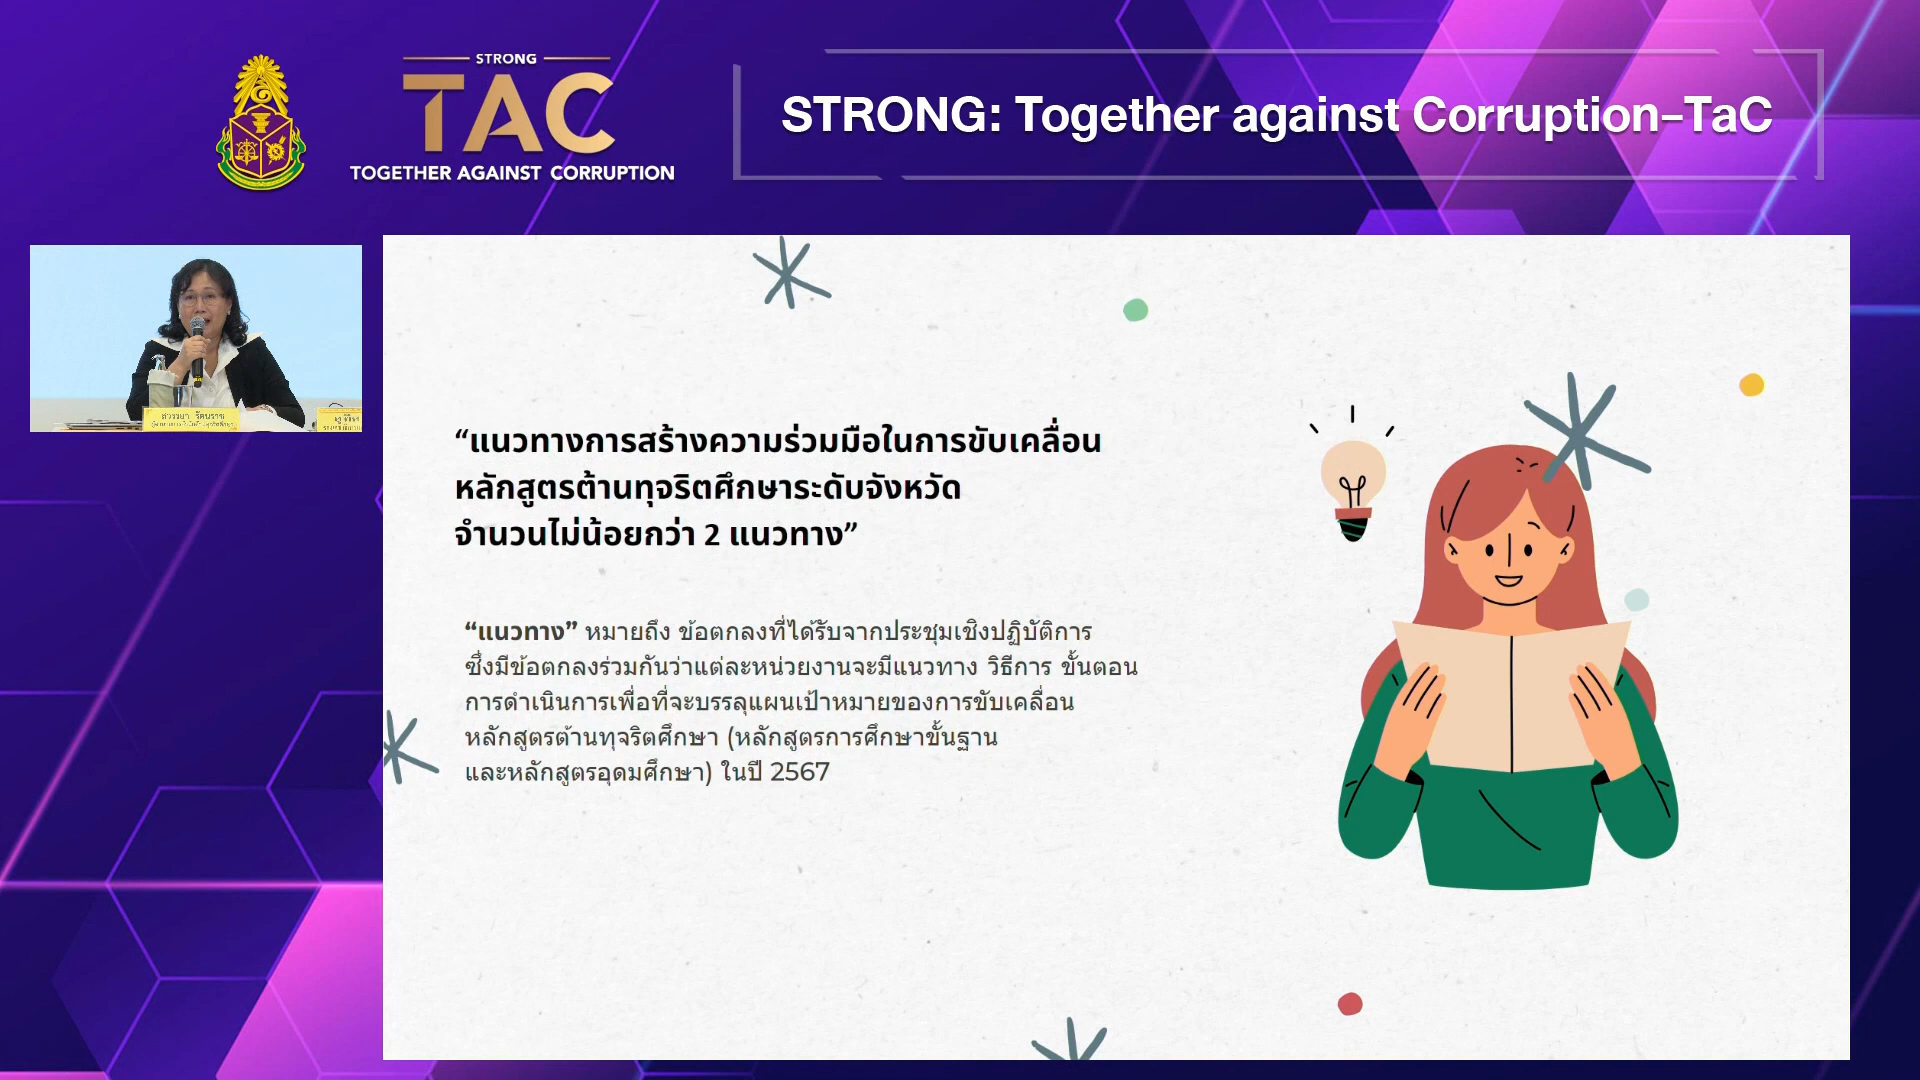 STRONG
TAC
TOGETHER AGAINST CORRUPTION
STRONG: Together against Corruption-TaC
“แนวทางการสร้างความร่วมมือในการขับเคลื่อน
หลักสูตรต้านทุจริตศึกษาระดับจังหวัด
จำนวนไม่น้อยกว่า 2 แนวทาง”
“แนวทาง” หมายถึง ข้อตกลงที่ได้รับจากประชุมเชิงปฏิบัติการ
ซึ่งมีข้อตกลงร่วมกันว่าแต่ละหน่วยงานจะมีแนวทาง วิธีการ ขั้นตอน
การดำเนินการเพื่อที่จะบรรลุแผนเป้าหมายของการขับเคลื่อน
หลักสูตรต้านทุจริตศึกษา (หลักสูตรการศึกษาขั้นฐาน
และหลักสูตรอุดมศึกษา) ในปี 2567